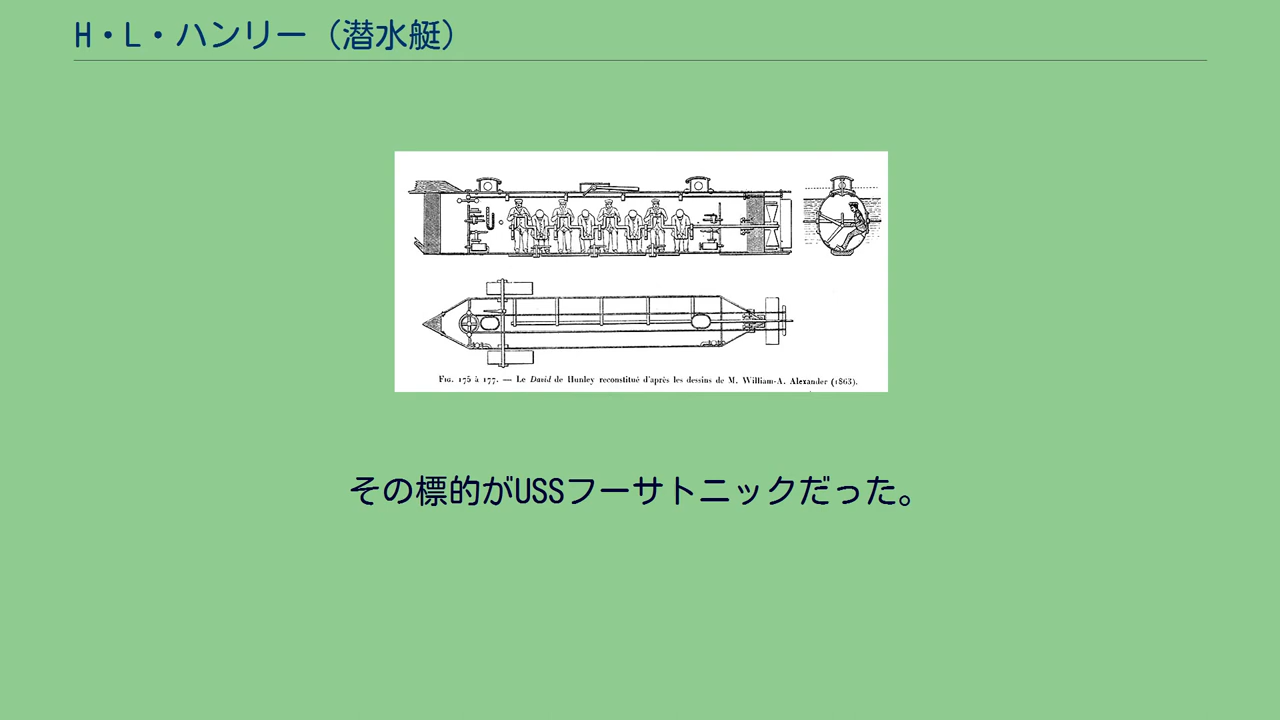 H・L・ハンリー（潜水艇）
Fig. 175 à 177. — Le David de Hunley reconstitué d'après les dessins de M. William-A. Alexander (1863).
その標的がUSSフーサトニックだった。